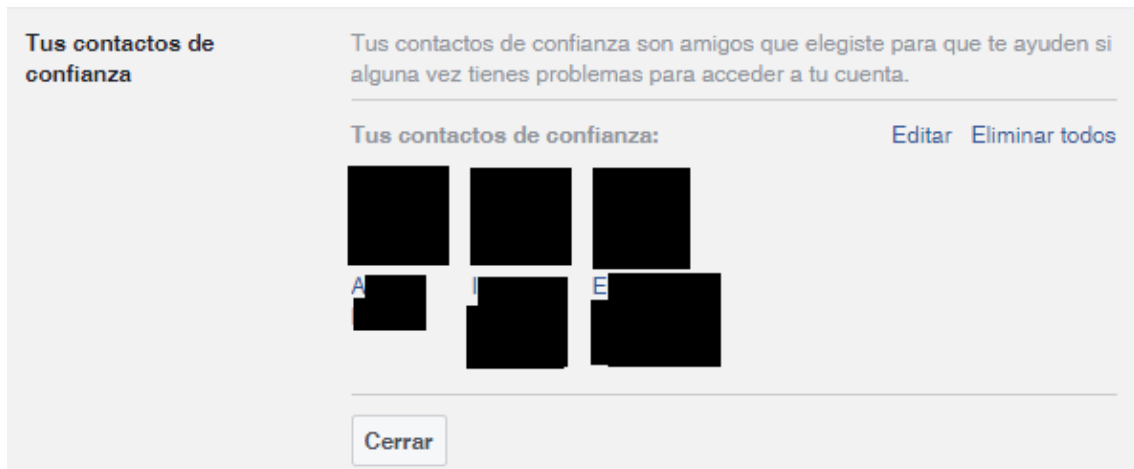 Tus contactos de
confianza
Tus contactos de confianza son amigos que elegiste para que te ayuden si
alguna vez tienes problemas para acceder a tu cuenta.
Tus contactos de confianza:
Editar Eliminar todos
A
I
E
Cerrar